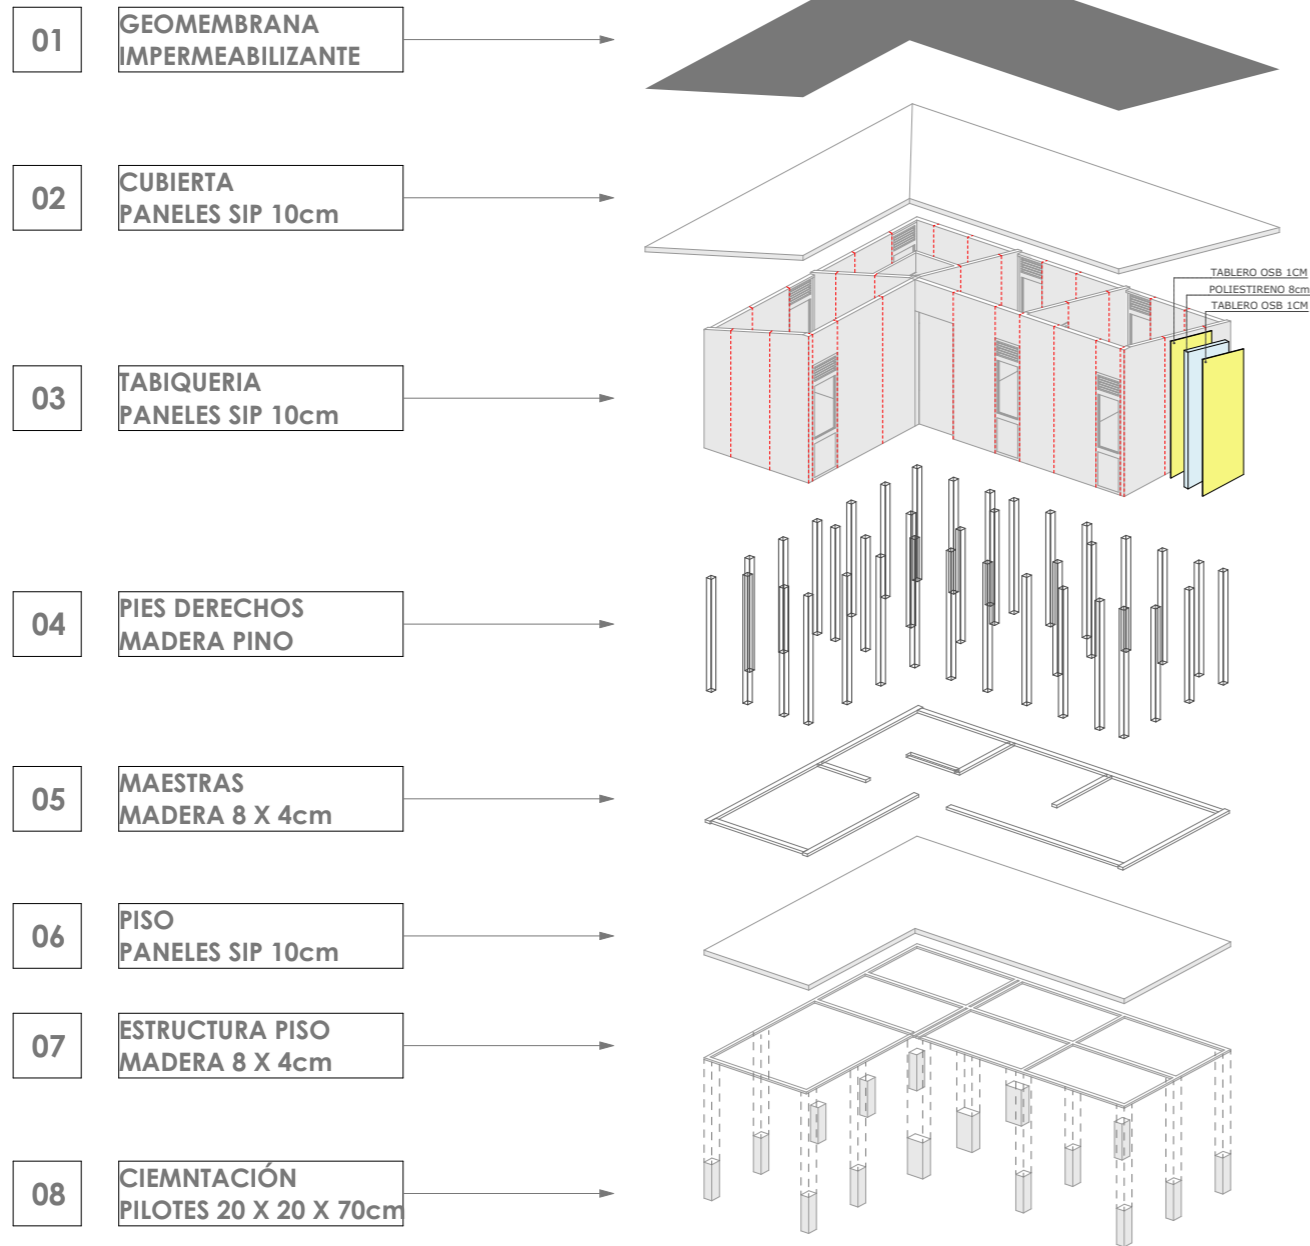 01
GEOMEMBRANA
IMPERMEABILIZANTE
02
CUBIERTA
PANELES SIP 10cm
TABLERO OSB 1CM
POLIESTIRENO 8cm
TABLERO OSB 1CM
03
TABIQUERIA
PANELES SIP 10cm
04
PIES DERECHOS
MADERA PINO
05
MAESTRAS
MADERA 8 X 4cm
06
PISO
PANELES SIP 10cm
07
ESTRUCTURA PISO
MADERA 8 X 4cm
08
CIEMNTACIÓN
PILOTES 20 X 20 X 70cm